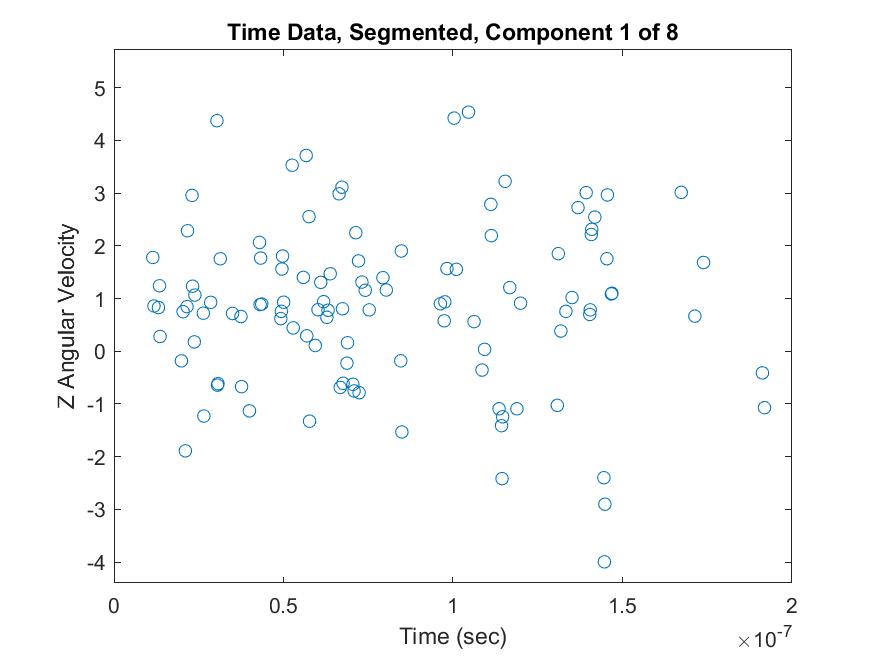 Time Data, Segmented, Component 1 of 8
5
4
3
2
1
0
-1
-2
-3
-4
Z Angular Velocity
0 0.5 1 1.5 2
Time (sec)
×10-7